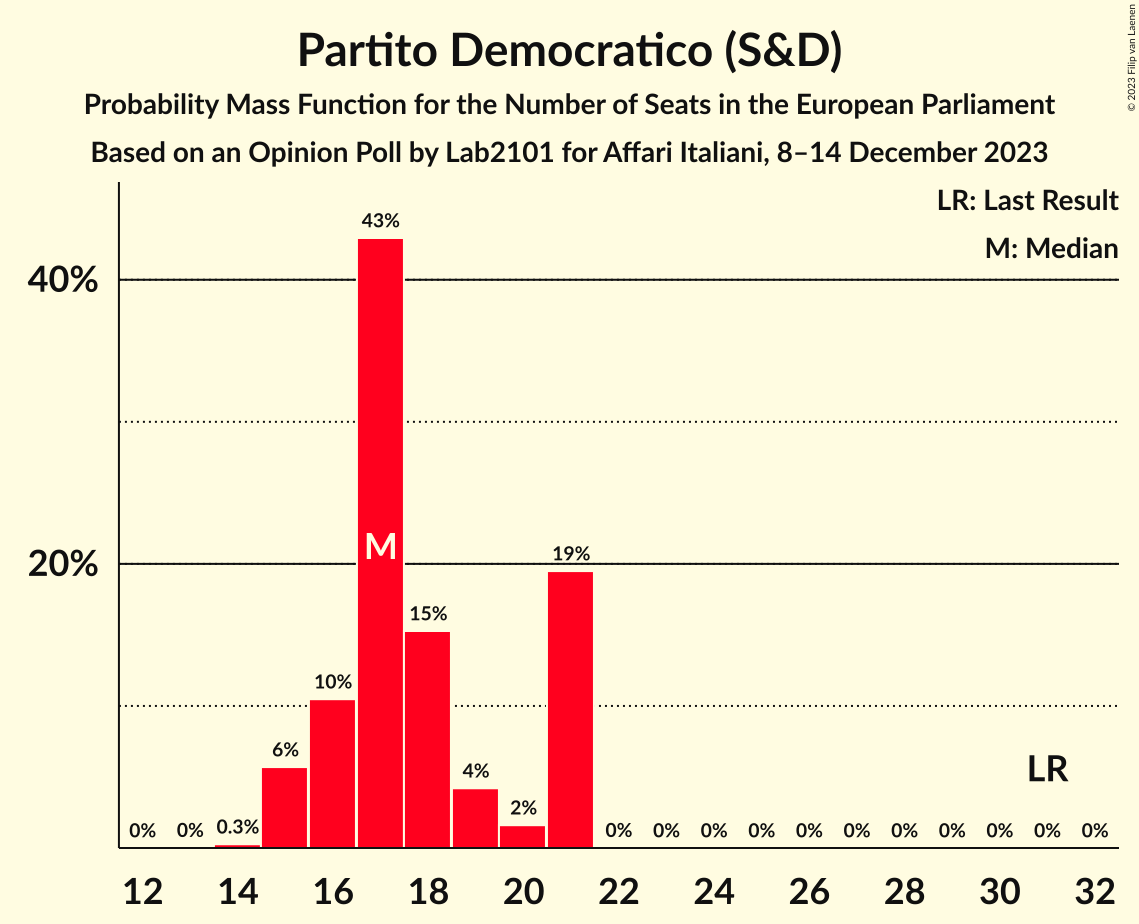 Partito Democratico (S&D)
Probability Mass Function for the Number of Seats in the European Parliament
Based on an Opinion Poll by Lab2101 for Affari Italiani, 8–14 December 2023
© 2023 Filip van Laenen
LR: Last Result
M: Median
43%
40%
M
19%
20%
15%
10%
6%
4%
LR
2%
0% 0% 0.3% 0% 0% 0% 0% 0% 0% 0% 0% 0% 0% 0%
12 14 16 18 20 22 24 26 28 30 32